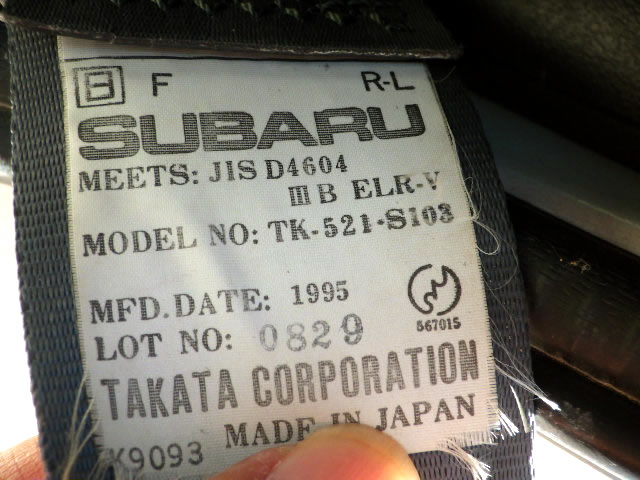 B F R-L
SUBARU
MEETS: JIS D4604
III B ELR-V
MODEL NO: TK-521-S103
MFD.DATE: 1995
567015
LOT NO: 0829
TAKATA CORPORATION
MADE IN JAPAN
K9093